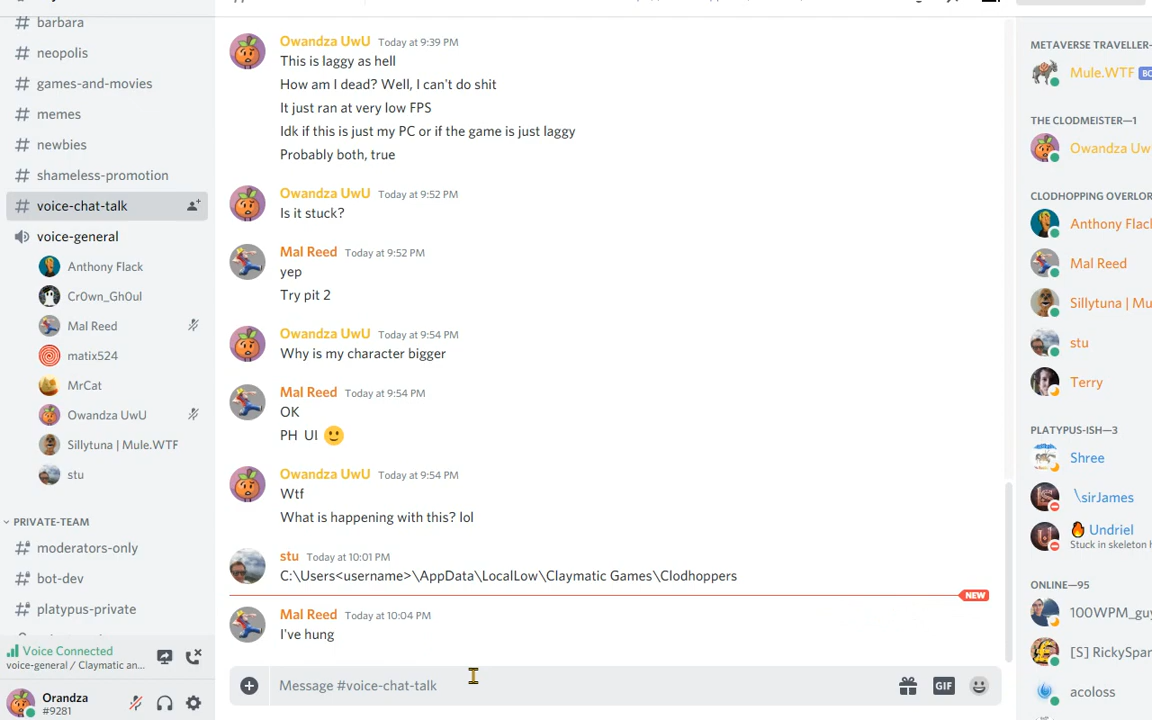 barbara
neopolis
games-and-movies
memes
newbies
shameless-promotion
voice-chat-talk
voice-general
Anthony Flack
Cr0wn_Gh0ul
Mal Reed
matix524
MrCat
Owandza UwU
Sillytuna | Mule.WTF
stu
PRIVATE-TEAM
moderators-only
bot-dev
platypus-private
Voice Connected
voice-general / Claymatic an...
Orandza
#9281
Owandza UwU Today at 9:39 PM
This is laggy as hell
How am I dead? Well, I can't do shit
It just ran at very low FPS
Idk if this is just my PC or if the game is just laggy
Probably both, true
Owandza UwU Today at 9:52 PM
Is it stuck?
Mal Reed Today at 9:52 PM
yep
Try pit 2
Owandza UwU Today at 9:54 PM
Why is my character bigger
Mal Reed Today at 9:54 PM
OK
PH UI 🙂
Owandza UwU Today at 9:54 PM
Wtf
What is happening with this? lol
stu Today at 10:01 PM
C:\Users<username>\AppData\LocalLow\Claymatic Games\Clodhoppers
NEW
Mal Reed Today at 10:04 PM
I've hung
Message #voice-chat-talk
GIF
METAVERSE TRAVELLER—
Mule.WTF BO
THE CLODMEISTER—1
Owandza Uw
CLODHOPPING OVERLOR
Anthony Flac
Mal Reed
Sillytuna | Mu
stu
Terry
PLATYPUS-ISH—3
Shree
\sirJames
🔥 Undriel
Stuck in skeleton h
ONLINE—95
100WPM_gu
[S] RickySpar
acoloss